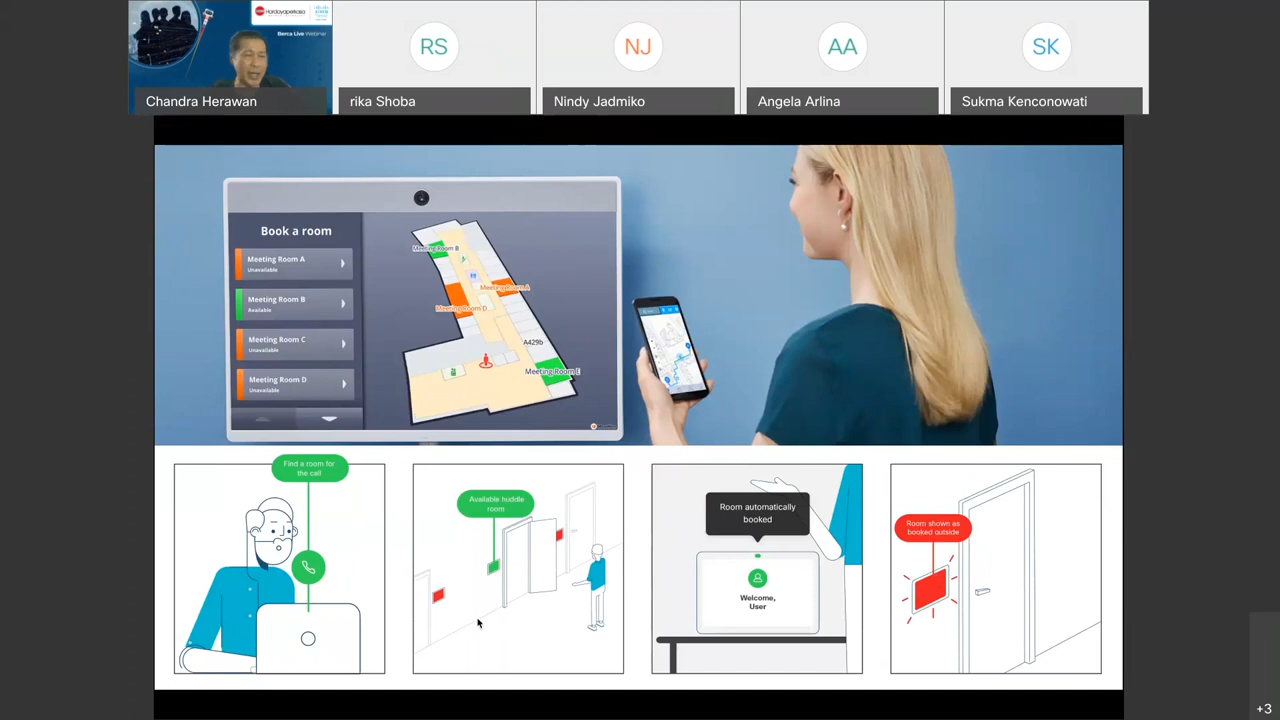 Hardayaperkasa
Berca Live Webinar
RS
NJ
AA
SK
Chandra Herawan
rika Shoba
Nindy Jadmiko
Angela Arlina
Sukma Kenconowati
Book a room
Meeting Room A
Unavailable
Meeting Room B
Available
Meeting Room C
Unavailable
Meeting Room D
Unavailable
Meeting Room B
Meeting Room A
Meeting Room D
A429b
Meeting Room E
Find a room for
the call
Available huddle
room
Room automatically
booked
Welcome,
User
Room shown as
booked outside
+3